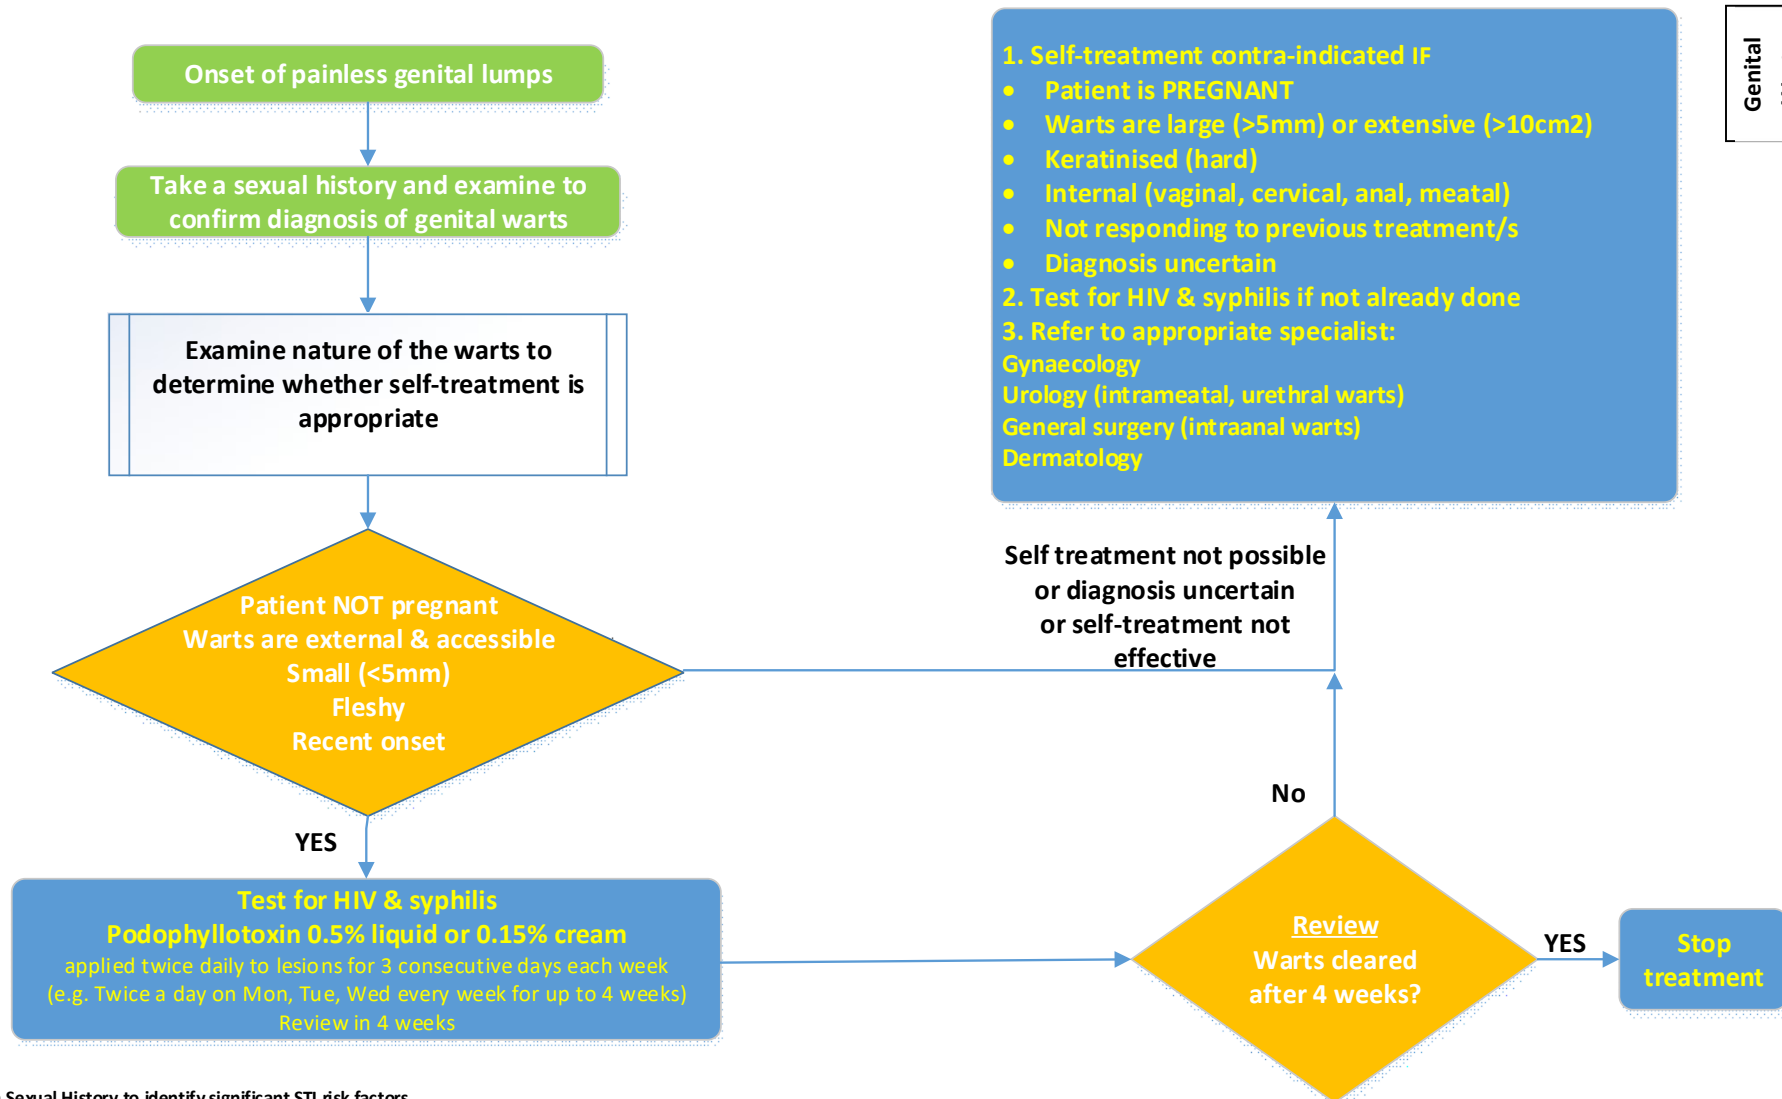 Onset of painless genital lumps
Take a sexual history and examine to
confirm diagnosis of genital warts
Examine nature of the warts to
determine whether self-treatment is
appropriate
Patient NOT pregnant
Warts are external & accessible
Small (<5mm)
Fleshy
Recent onset
YES
Test for HIV & syphilis
Podophyllotoxin 0.5% liquid or 0.15% cream
applied twice daily to lesions for 3 consecutive days each week
(e.g. Twice a day on Mon, Tue, Wed every week for up to 4 weeks)
Review in 4 weeks
1. Self-treatment contra-indicated IF
• Patient is PREGNANT
• Warts are large (>5mm) or extensive (>10cm2)
• Keratinised (hard)
• Internal (vaginal, cervical, anal, meatal)
• Not responding to previous treatment/s
• Diagnosis uncertain
2. Test for HIV & syphilis if not already done
3. Refer to appropriate specialist:
Gynaecology
Urology (intrameatal, urethral warts)
General surgery (intraanal warts)
Dermatology
Self treatment not possible
or diagnosis uncertain
or self-treatment not
effective
No
Review
Warts cleared
after 4 weeks?
YES
Stop
treatment
Genital
Sexual History to identify significant STI risk factors